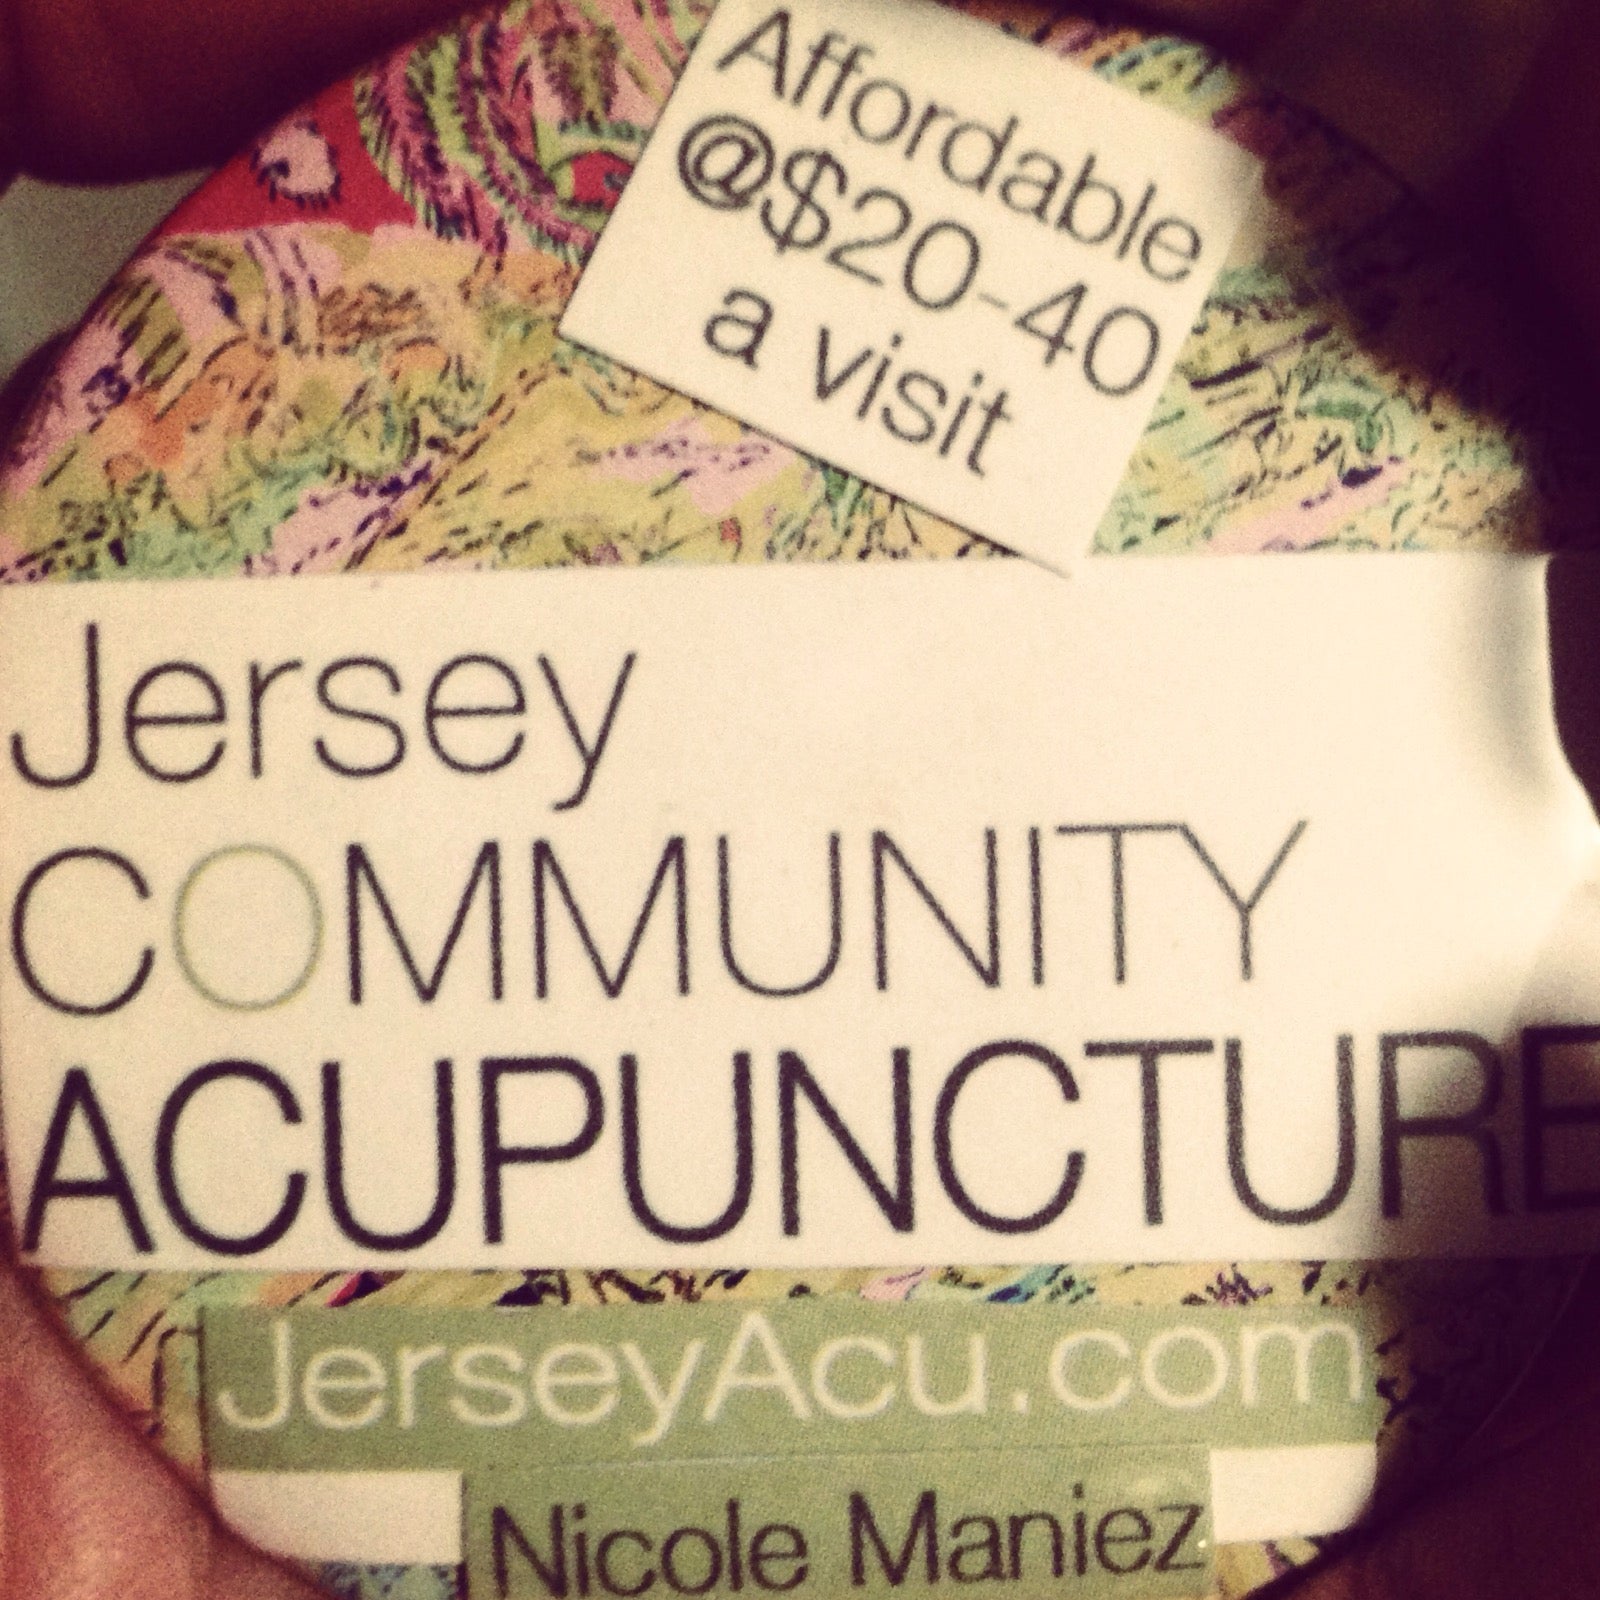 Affordable
@$20-40
a visit
Jersey
COMMUNITY
ACUPUNCTURE
JerseyAcu.com
Nicole Maniez